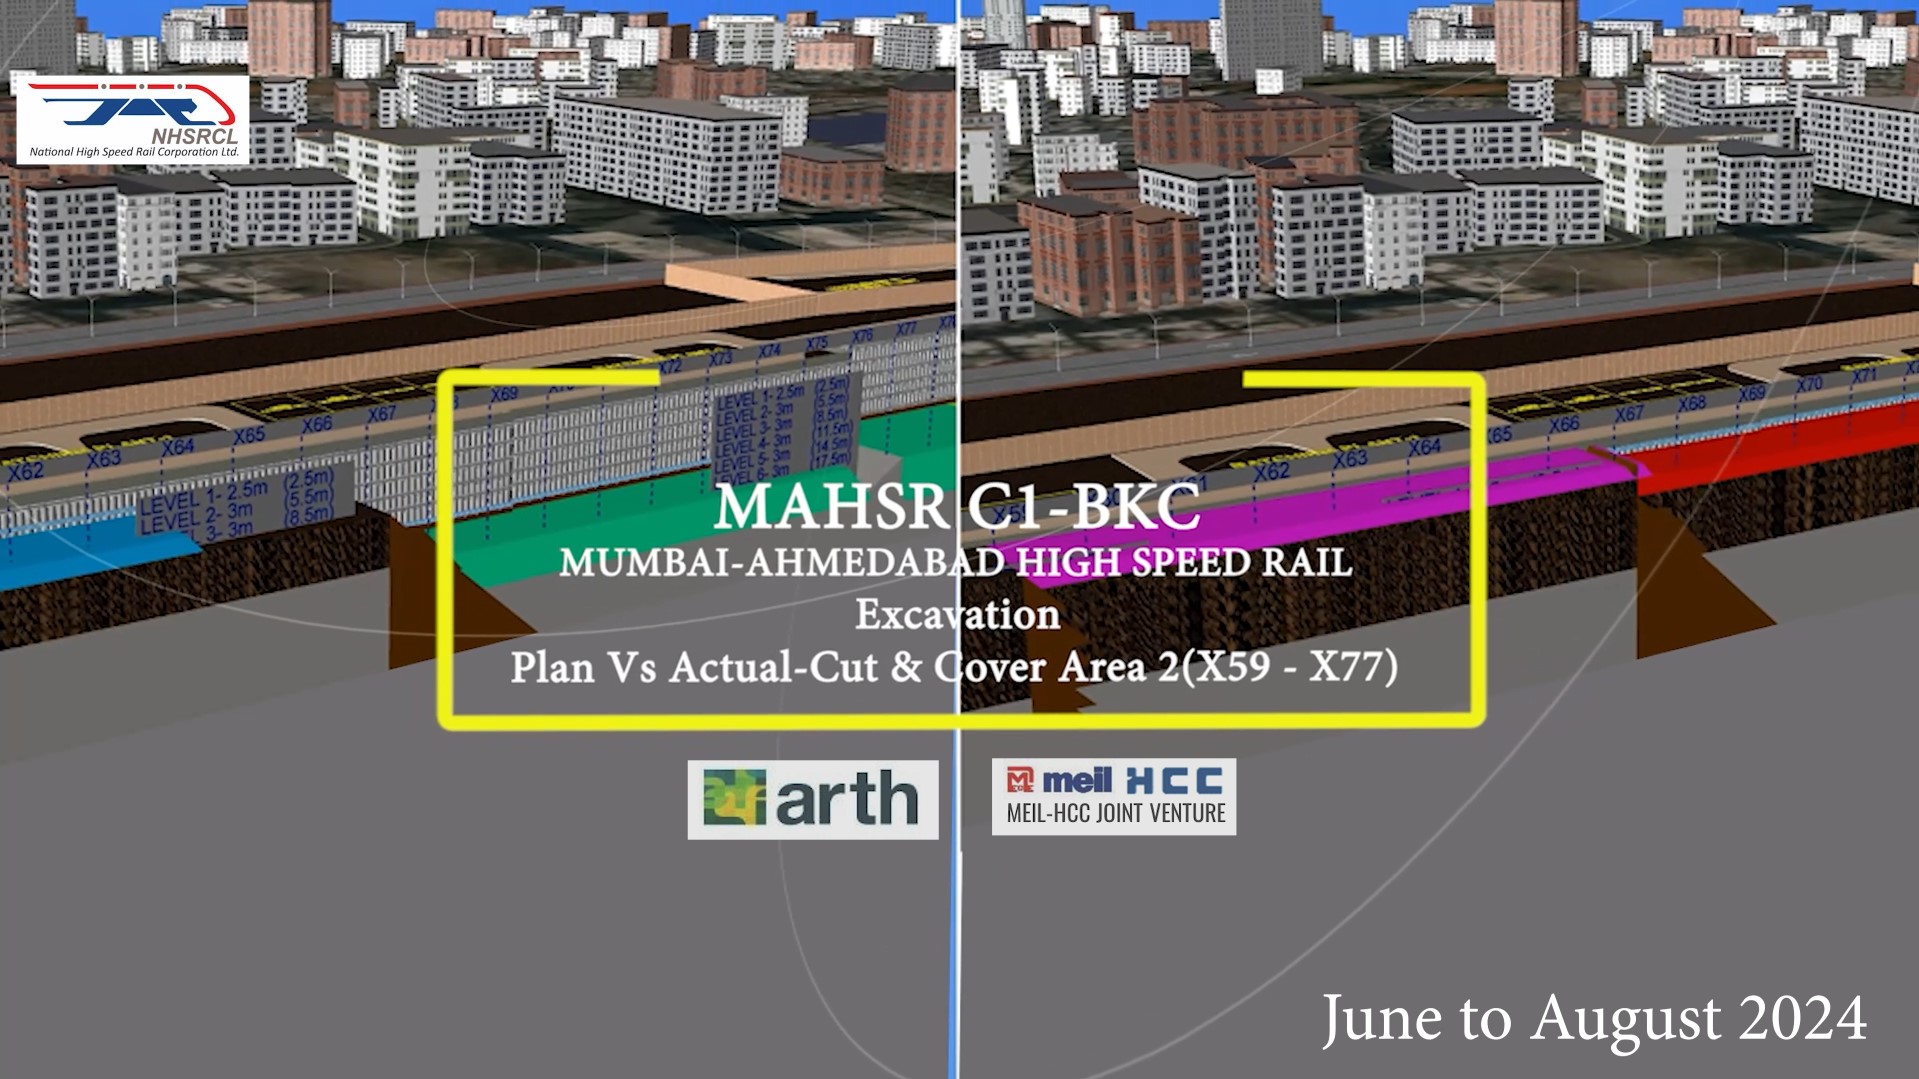 NHSRCL
National High Speed Rail Corporation Ltd.
X62
X63
X64
X65
X66
X67
X69
X72
X73
X74
X75
X76
X77
LEVEL 1- 2.5m (2.5m)
LEVEL 2- 3m (5.5m)
LEVEL 3- 3m (8.5m)
LEVEL 4- 3m (11.5m)
LEVEL 5- 3m (14.5m)
LEVEL 6- 3m (17.5m)
LEVEL 1- 2.5m (2.5m)
LEVEL 2- 3m (5.5m)
3- 3m (8.5m)
X62
X63
X64
X65
X66
X67
X68
X69
X70
X71
MAHSR C1-BKC
MUMBAI-AHMEDABAD HIGH SPEED RAIL
Excavation
Plan Vs Actual-Cut & Cover Area 2(X59 - X77)
arth
meil HCC
MEIL-HCC JOINT VENTURE
June to August 2024